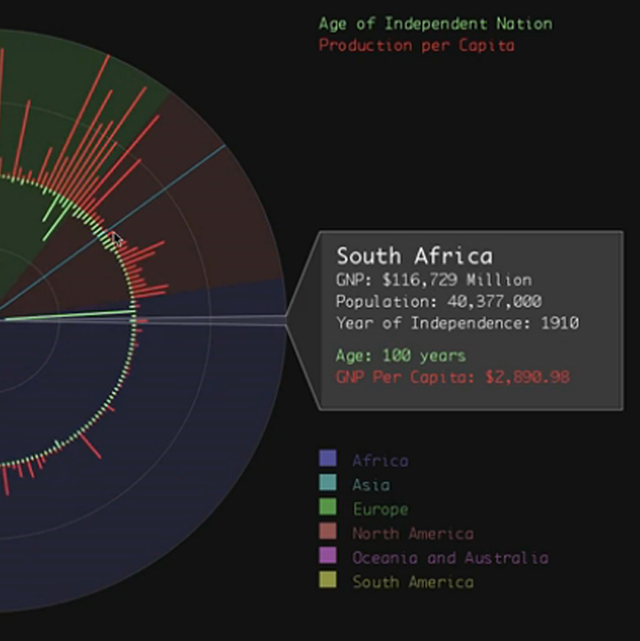 Age of Independent Nation
Production per Capita
South Africa
GNP: $116,729 Million
Population: 40,377,000
Year of Independence: 1910
Age: 100 years
GNP Per Capita: $2,890.98
Africa
Asia
Europe
North America
Oceania and Australia
South America